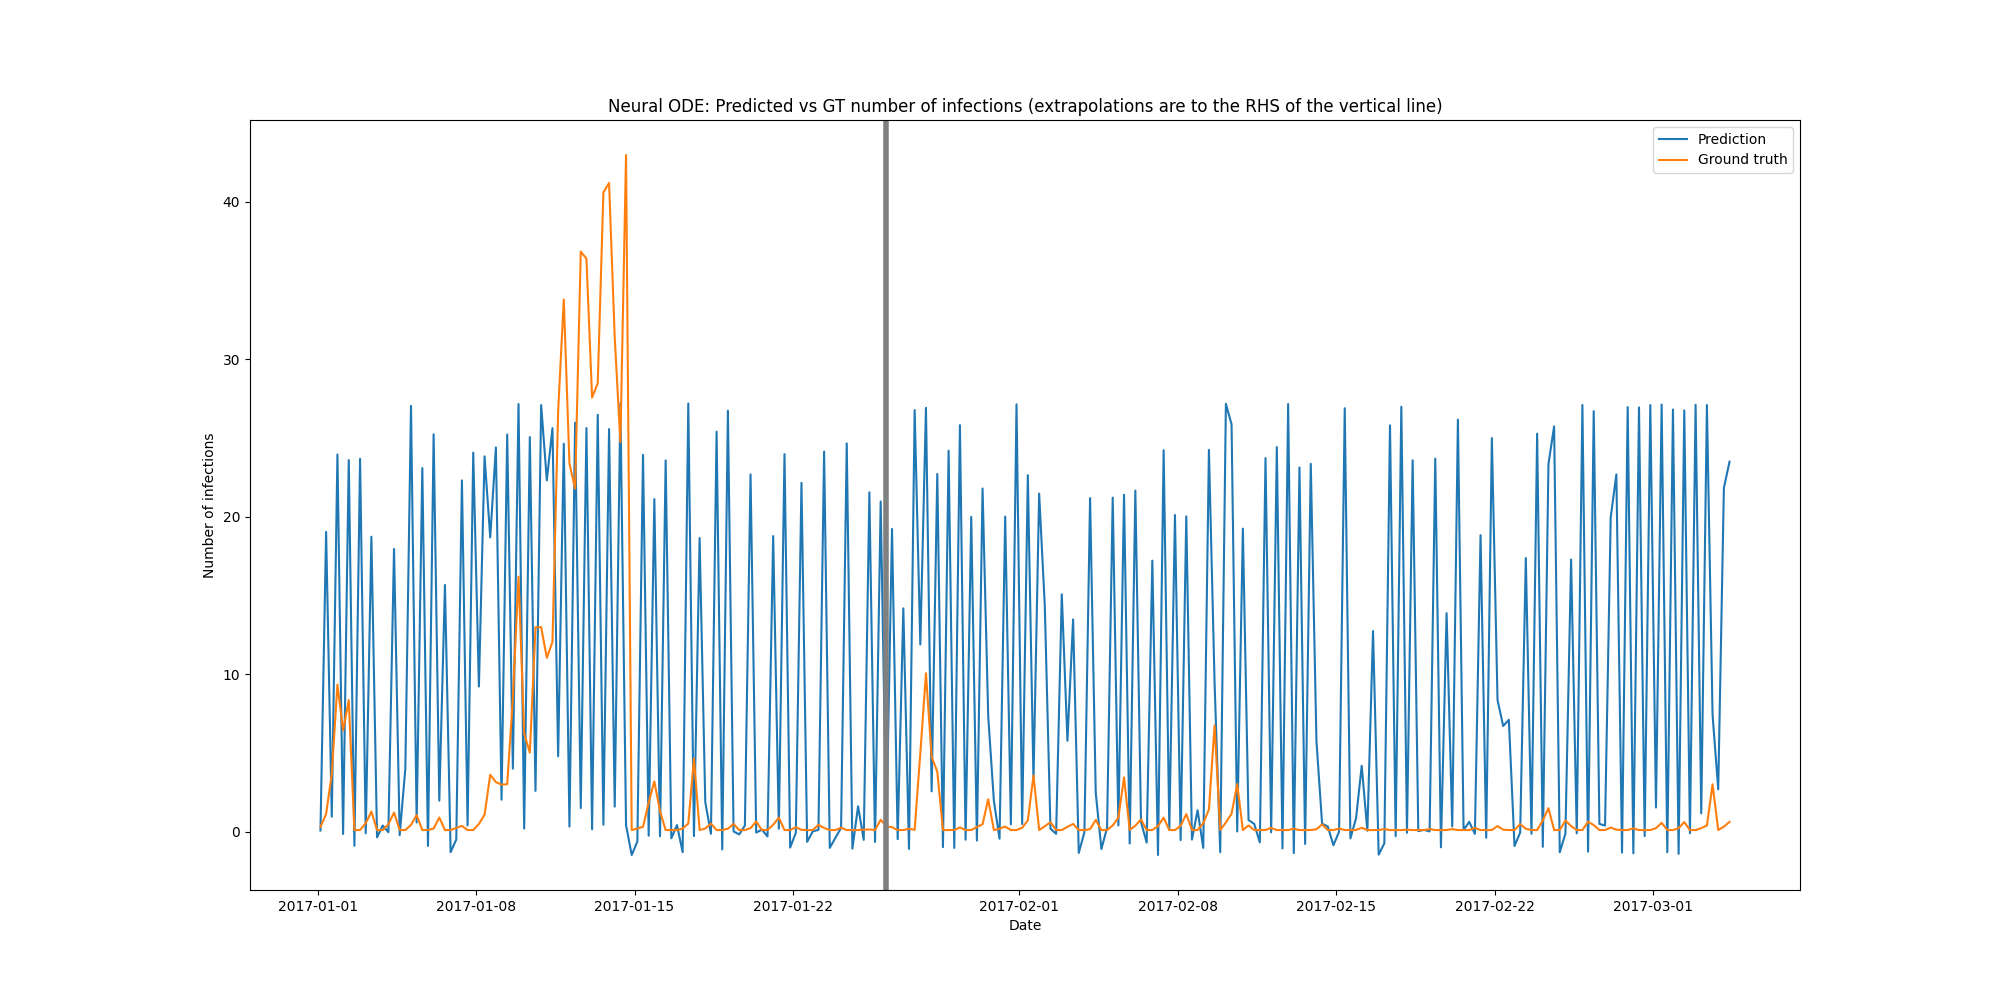 Neural ODE: Predicted vs GT number of infections (extrapolations are to the RHS of the vertical line)
Prediction
Ground truth
Number of infections
40
30
20
10
0
2017-01-01
2017-01-08
2017-01-15
2017-01-22
2017-02-01
2017-02-08
2017-02-15
2017-02-22
2017-03-01
Date